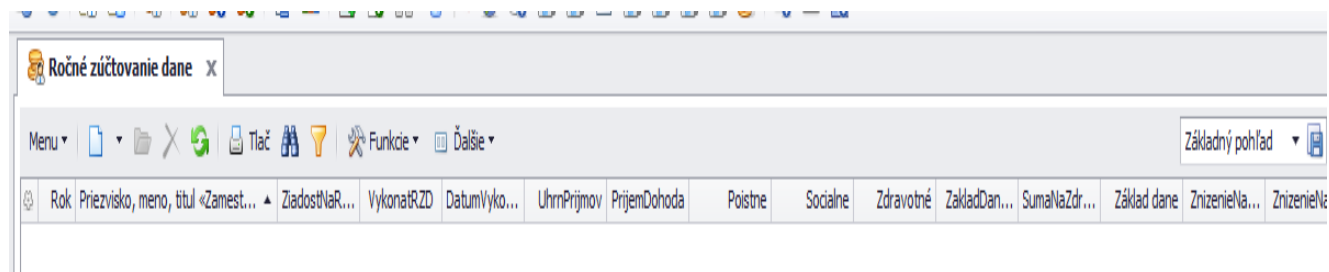 Ročné zúčtovanie dane x
Menu Tlač Funkcie Ďalšie Základný pohľad
Rok Priezvisko, meno, titul «Zamest... ZiadostNaR... VykonatRZD DatumVyko... UhrnPrijmov PrijemDohoda Poistne Socialne Zdravotné ZakladDan... SumaNaZdr... Základ dane ZnizenieNa... ZnizenieNa